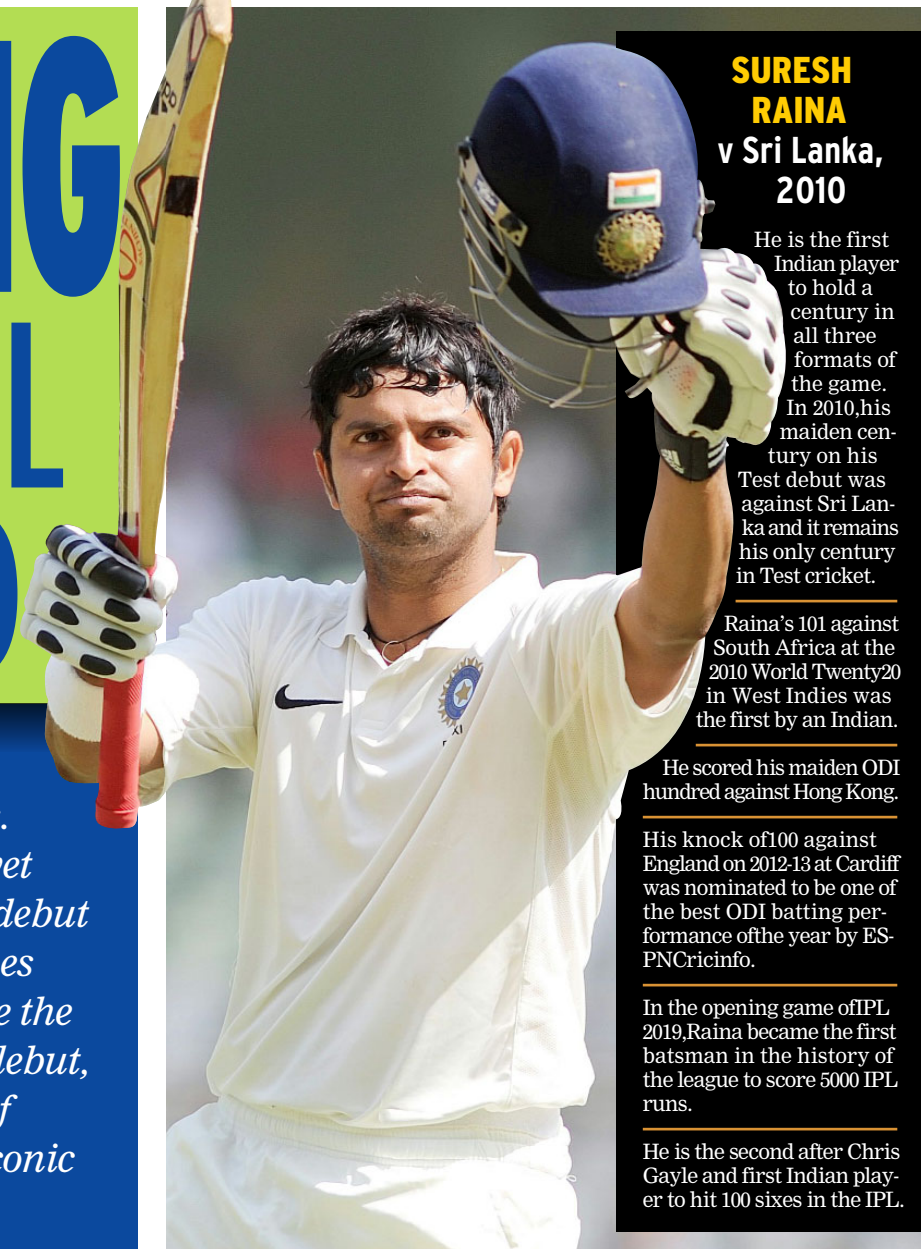 NG
L
.
et
debut
es
e the
debut,
f
conic
SURESH
RAINA
v Sri Lanka,
2010
He is the first
Indian player
to hold a
century in
all three
formats of
the game.
In 2010,his
maiden cen-
tury on his
Test debut was
against Sri Lan-
ka and it remains
his only century
in Test cricket.
Raina's 101 against
South Africa at the
2010 World Twenty20
in West Indies was
the first by an Indian.
He scored his maiden ODI
hundred against Hong Kong.
His knock of100 against
England on 2012-13 at Cardiff
was nominated to be one of
the best ODI batting per-
formance ofthe year by ES-
PNCricinfo.
In the opening game ofIPL
2019,Raina became the first
batsman in the history of
the league to score 5000 IPL
runs.
He is the second after Chris
Gayle and first Indian play-
er to hit 100 sixes in the IPL.